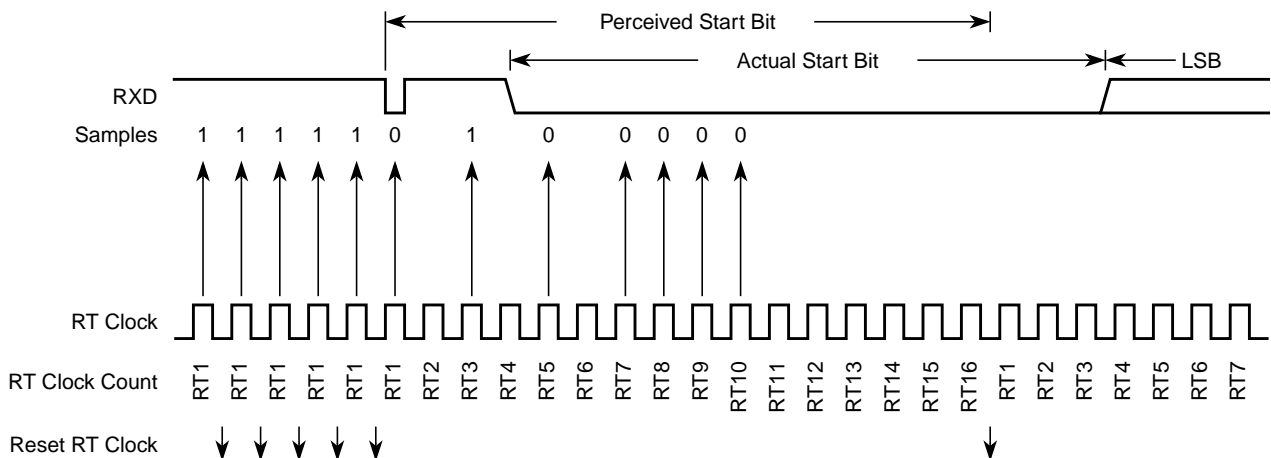 Perceived Start Bit
Actual Start Bit
LSB
RXD
Samples
1 1 1 1 1 0 1 0 0 0 0 0
RT Clock
RT Clock Count
RT1 RT1 RT1 RT1 RT1 RT1 RT2 RT3 RT4 RT5 RT6 RT7 RT8 RT9 RT10 RT11 RT12 RT13 RT14 RT15 RT16 RT1 RT2 RT3 RT4 RT5 RT6 RT7
Reset RT Clock